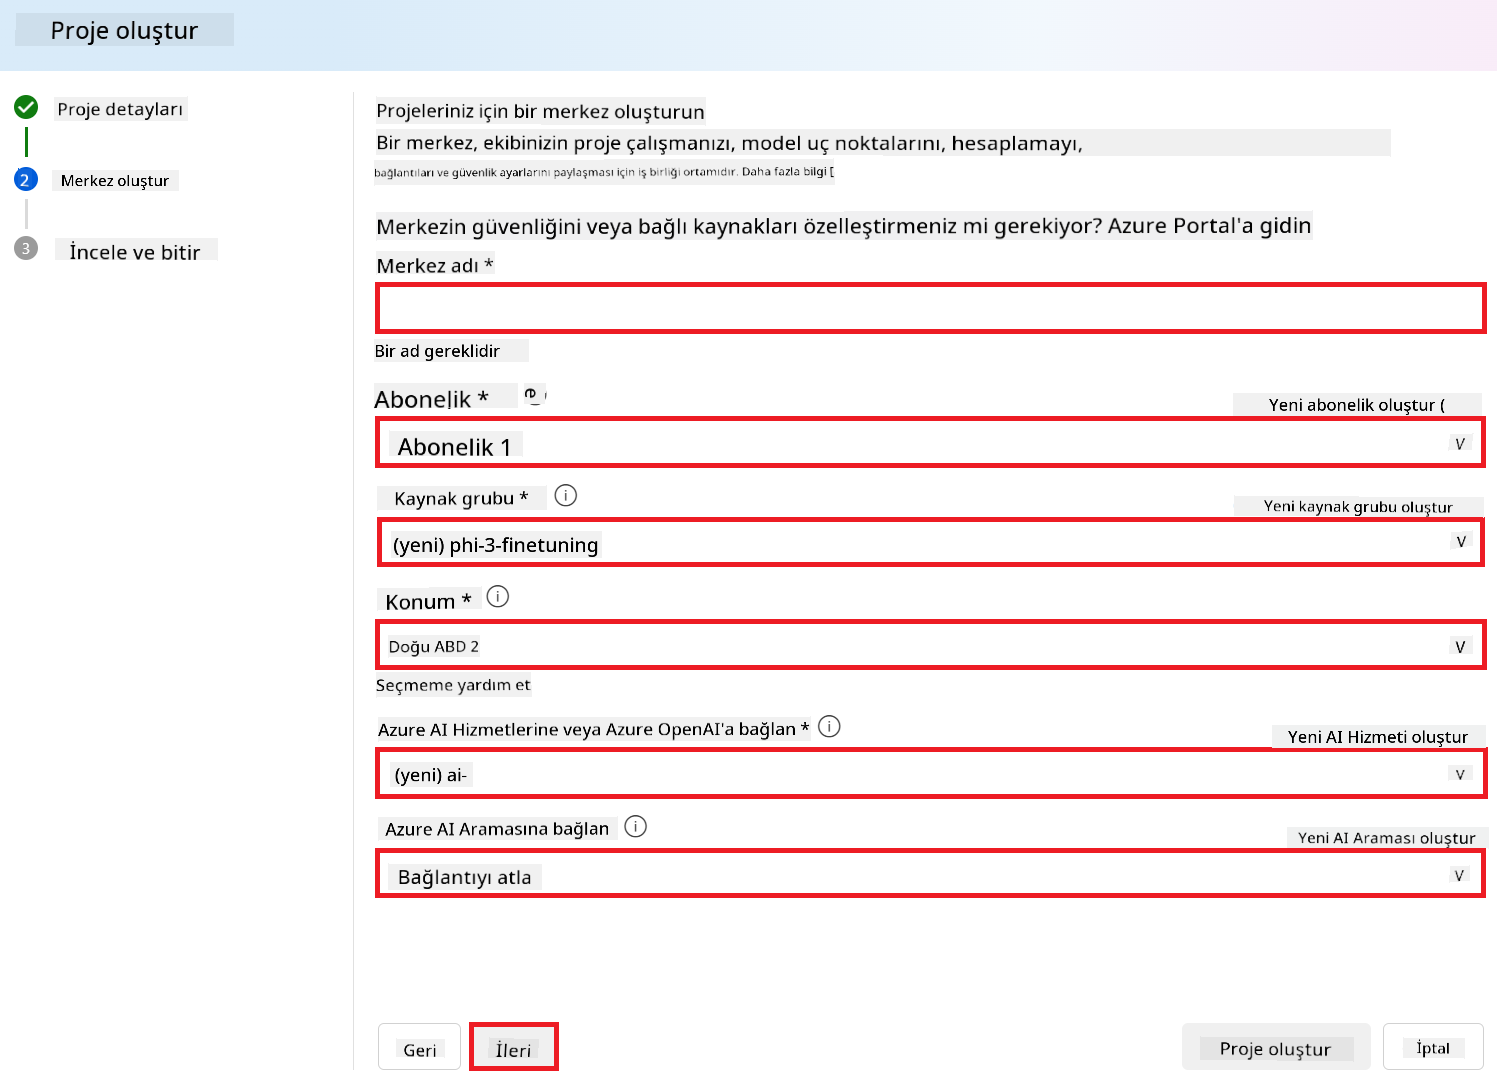 Proje oluştur
Proje detayları
2 Merkez oluştur
3 İncele ve bitir
Projeleriniz için bir merkez oluşturun
Bir merkez, ekibinizin proje çalışmanızı, model uç noktalarını, hesaplamayı,
bağlantıları ve güvenlik ayarlarını paylaşması için iş birliği ortamıdır. Daha fazla bilgi [
Merkezin güvenliğini veya bağlı kaynakları özelleştirmeniz mi gerekiyor? Azure Portal'a gidin
Merkez adı *
Bir ad gereklidir
Abonelik *
Yeni abonelik oluştur (
Abonelik 1
V
Kaynak grubu *
Yeni kaynak grubu oluştur
(yeni) phi-3-finetuning
V
Konum *
Doğu ABD 2
V
Seçmeme yardım et
Azure AI Hizmetlerine veya Azure OpenAI'a bağlan *
Yeni AI Hizmeti oluştur
(yeni) ai-
V
Azure AI Aramasına bağlan
Yeni AI Araması oluştur
Bağlantıyı atla
V
Geri
İleri
Proje oluştur
İptal